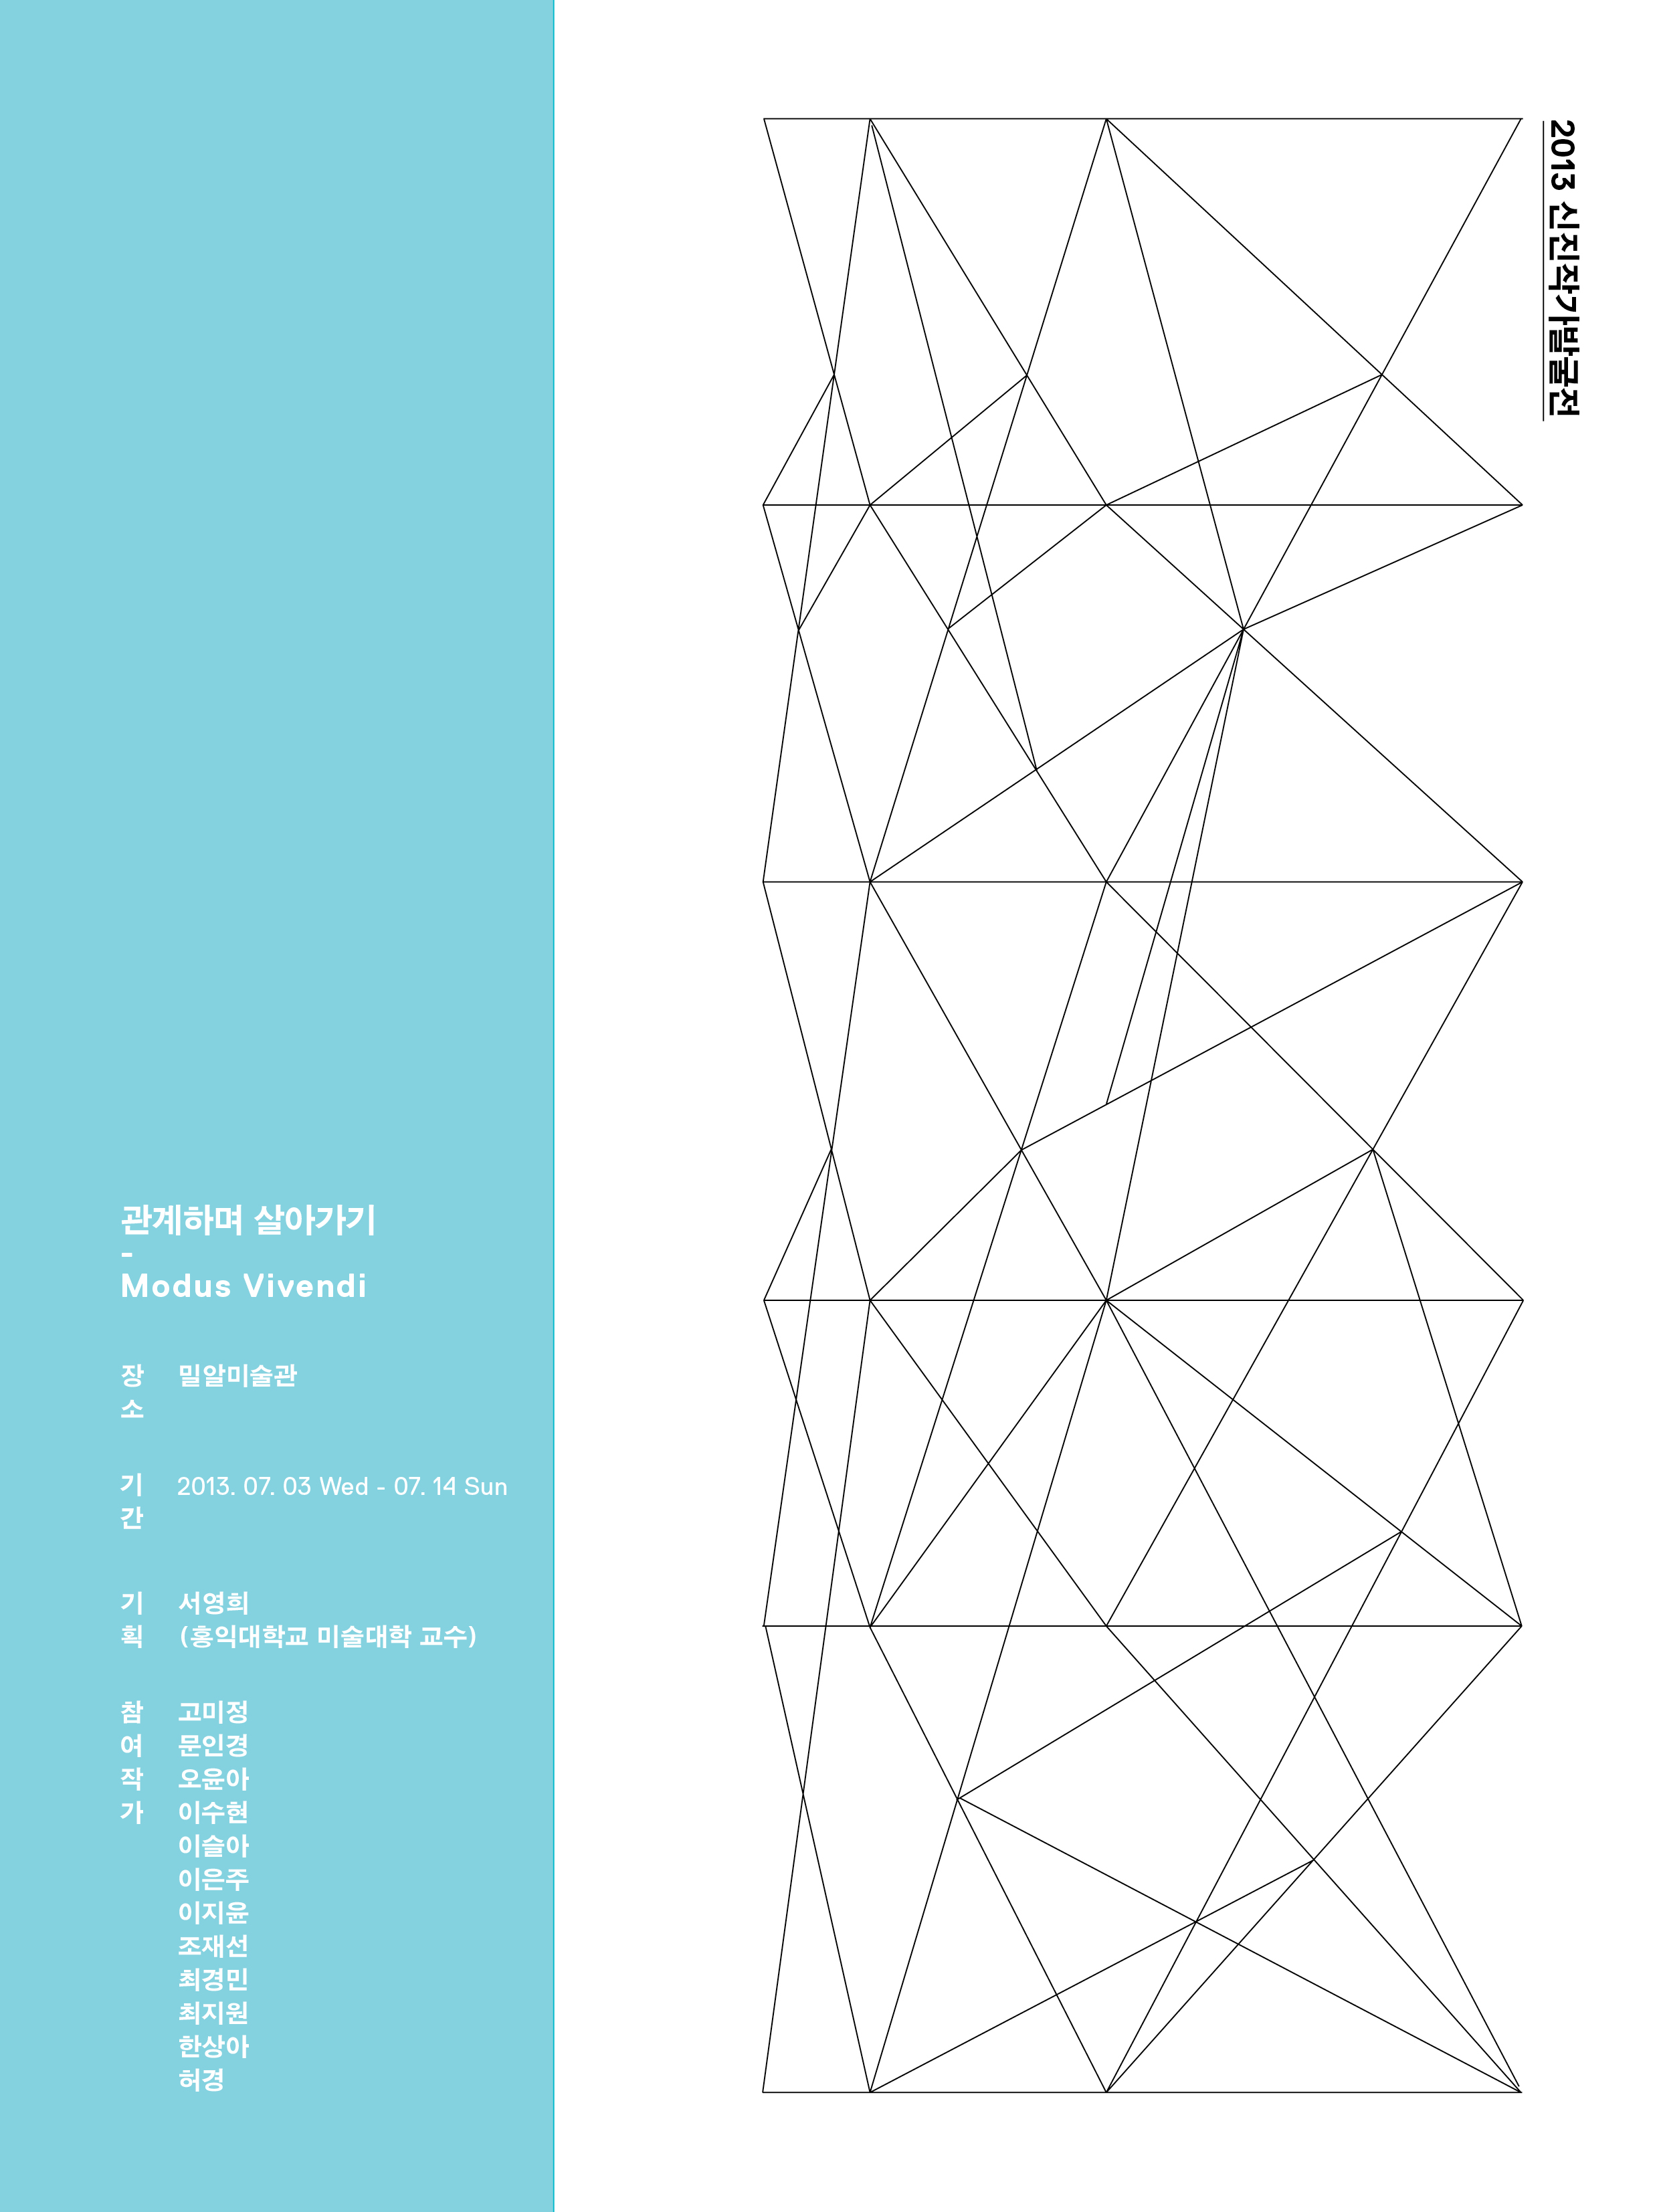 2013 신진작가발굴전
관계하며 살아가기
-
Modus Vivendi
장소 밀알미술관
기간 2013. 07. 03 Wed - 07. 14 Sun
기획 서영희
(홍익대학교 미술대학 교수)
참여작가 고미정
문인경
오윤아
이수현
이슬아
이은주
이지윤
조재선
최경민
최지원
한상아
허경